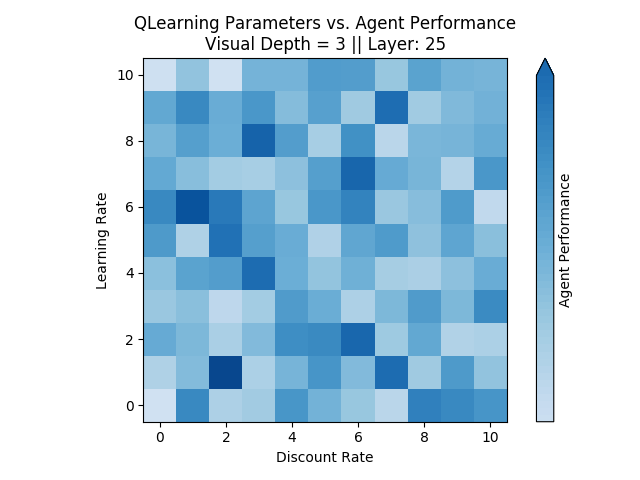 QLearning Parameters vs. Agent Performance
Visual Depth = 3 || Layer: 25
10
8
6
4
2
0
Learning Rate
0 2 4 6 8 10
Discount Rate
Agent Performance